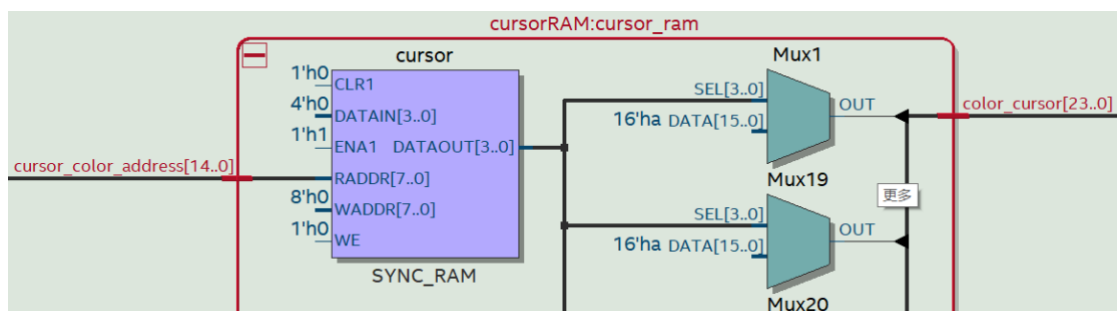 cursorRAM:cursor_ram
cursor
1'h0 CLR1
4'h0 DATAIN[3..0]
1'h1 ENA1 DATAOUT[3..0]
cursor_color_address[14..0]
RADDR[7..0]
8'h0 WADDR[7..0]
1'h0 WE
SYNC_RAM
Mux1
SEL[3..0]
OUT
16'ha DATA[15..0]
color_cursor[23..0]
Mux19
更多
SEL[3..0]
OUT
16'ha DATA[15..0]
Mux20